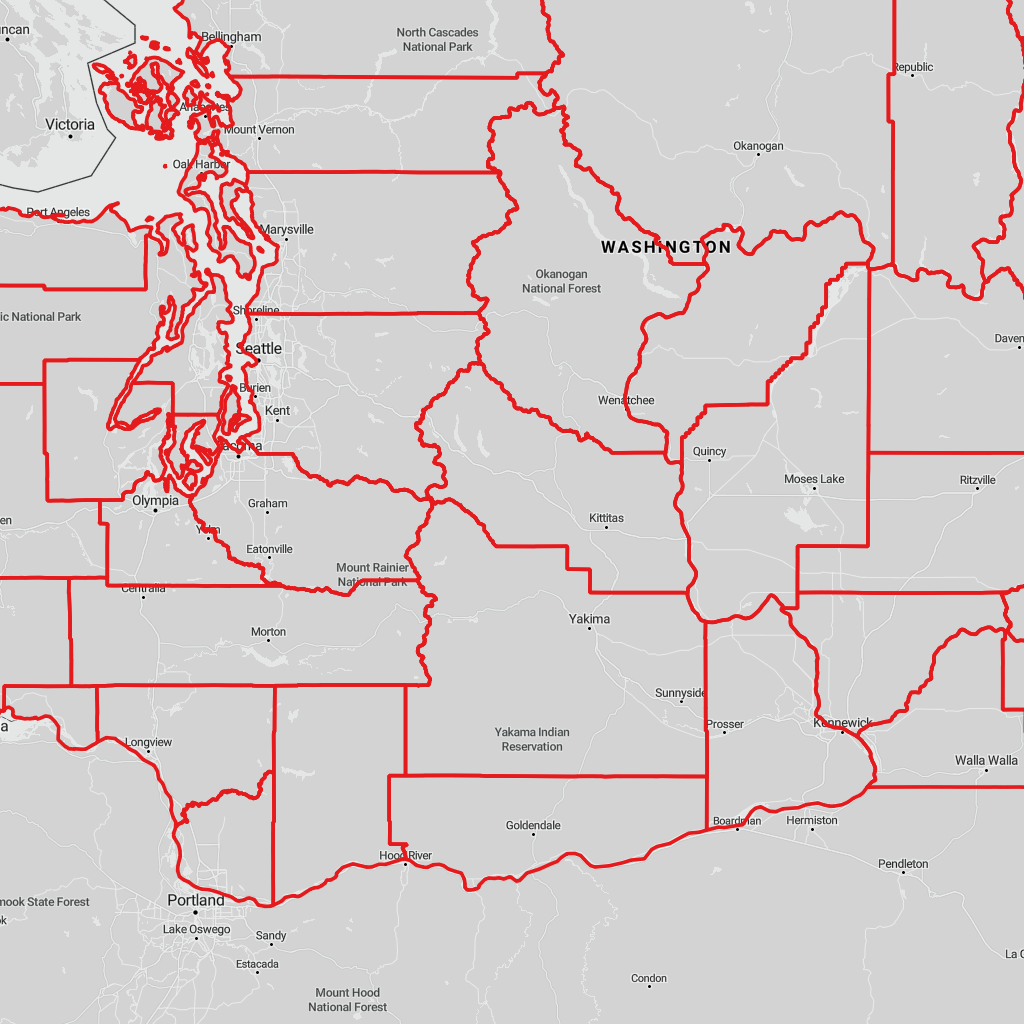 uncan
Bellingham
North Cascades
National Park
Republic
Anacortes
Victoria
Mount Vernon
Okanogan
Oak Harbor
Port Angeles
Marysville
WASHINGTON
Okanogan
National Forest
ic National Park
Shoreline
Seattle
Daven
Burien
Wenatchee
Kent
Tacoma
Quincy
Moses Lake
Ritzville
Olympia
Graham
Kittitas
en
Yelm
Eatonville
Mount Rainier
National Park
Centralia
Yakima
Morton
Sunnyside
a
Prosser
Kennewick
Longview
Yakama Indian
Reservation
Walla Walla
Goldendale
Boardman
Hermiston
Hood River
Pendleton
Portland
mook State Forest
ok
Lake Oswego
Sandy
La G
Estacada
Condon
Mount Hood
National Forest